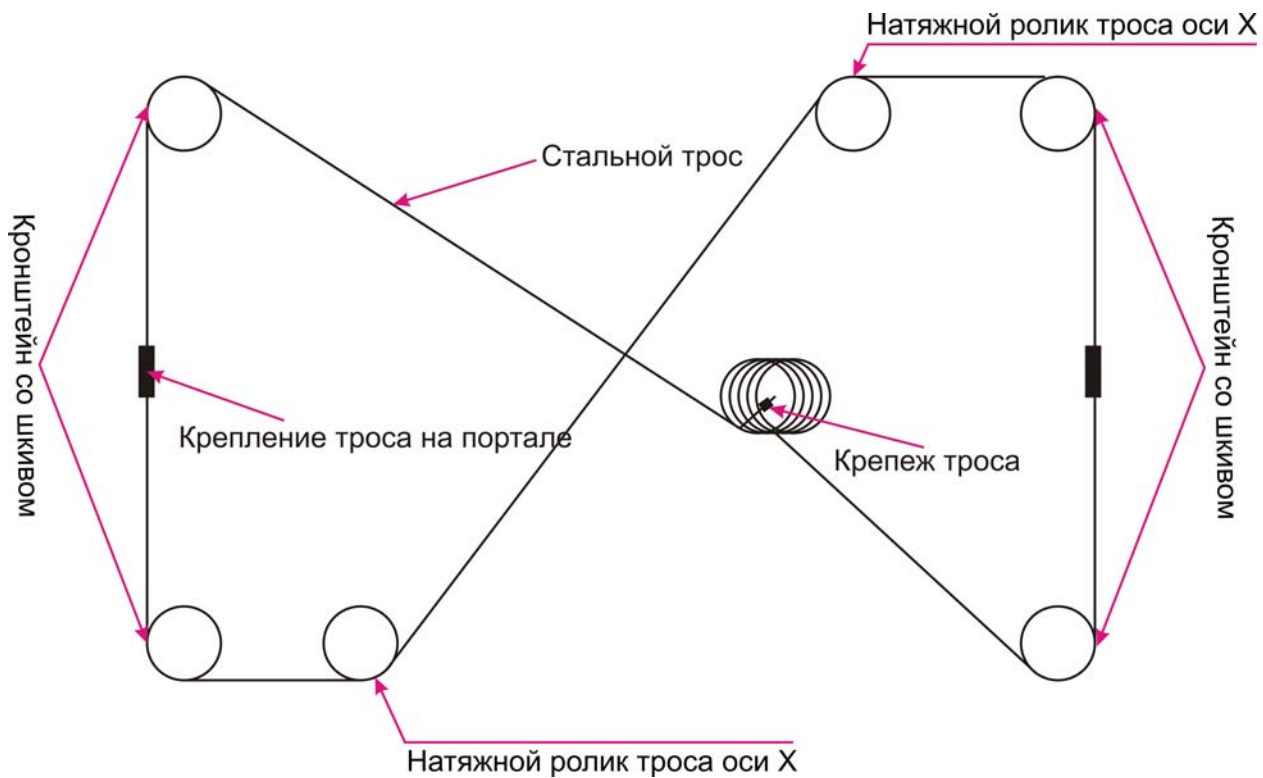 Натяжной ролик троса оси X
Стальной трос
Кронштейн со шкивом
Кронштейн со шкивом
Крепление троса на портале
Крепеж троса
Натяжной ролик троса оси X